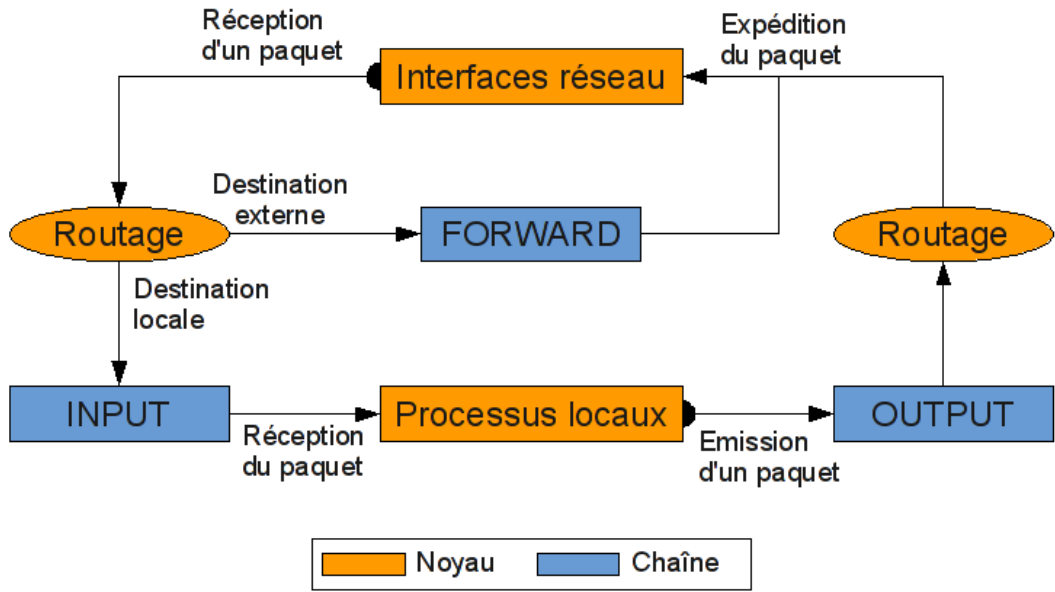 Réception
d'un paquet
Expédition
du paquet
Interfaces réseau
Destination
externe
Routage
FORWARD
Routage
Destination
locale
INPUT
Processus locaux
OUTPUT
Réception
du paquet
Emission
d'un paquet
Noyau
Chaîne